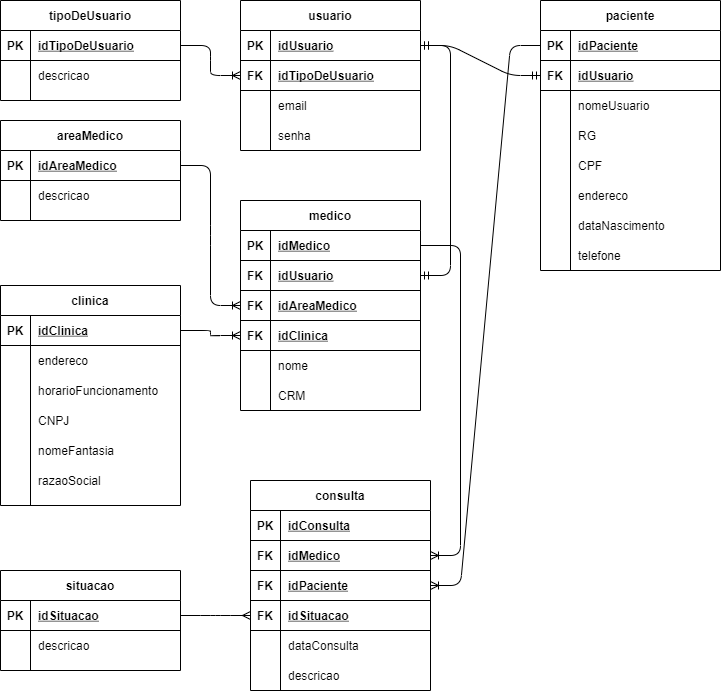 tipoDeUsuario
PK idTipoDeUsuario
descricao
usuario
PK idUsuario
FK idTipoDeUsuario
email
senha
paciente
PK idPaciente
FK idUsuario
nomeUsuario
RG
CPF
endereco
dataNascimento
telefone
areaMedico
PK idAreaMedico
descricao
medico
PK idMedico
FK idUsuario
FK idAreaMedico
FK idClinica
nome
CRM
clinica
PK idClinica
endereco
horarioFuncionamento
CNPJ
nomeFantasia
razaoSocial
consulta
PK idConsulta
FK idMedico
FK idPaciente
FK idSituacao
dataConsulta
descricao
situacao
PK idSituacao
descricao